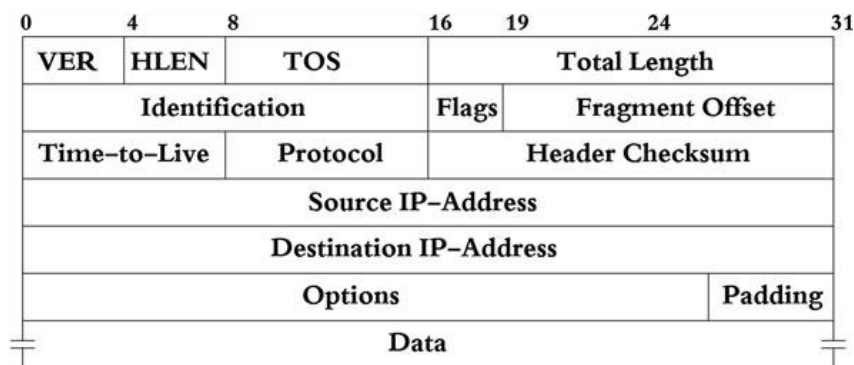 0 4 8 16 19 24 31
VER HLEN TOS Total Length
Identification Flags Fragment Offset
Time-to-Live Protocol Header Checksum
Source IP-Address
Destination IP-Address
Options Padding
Data